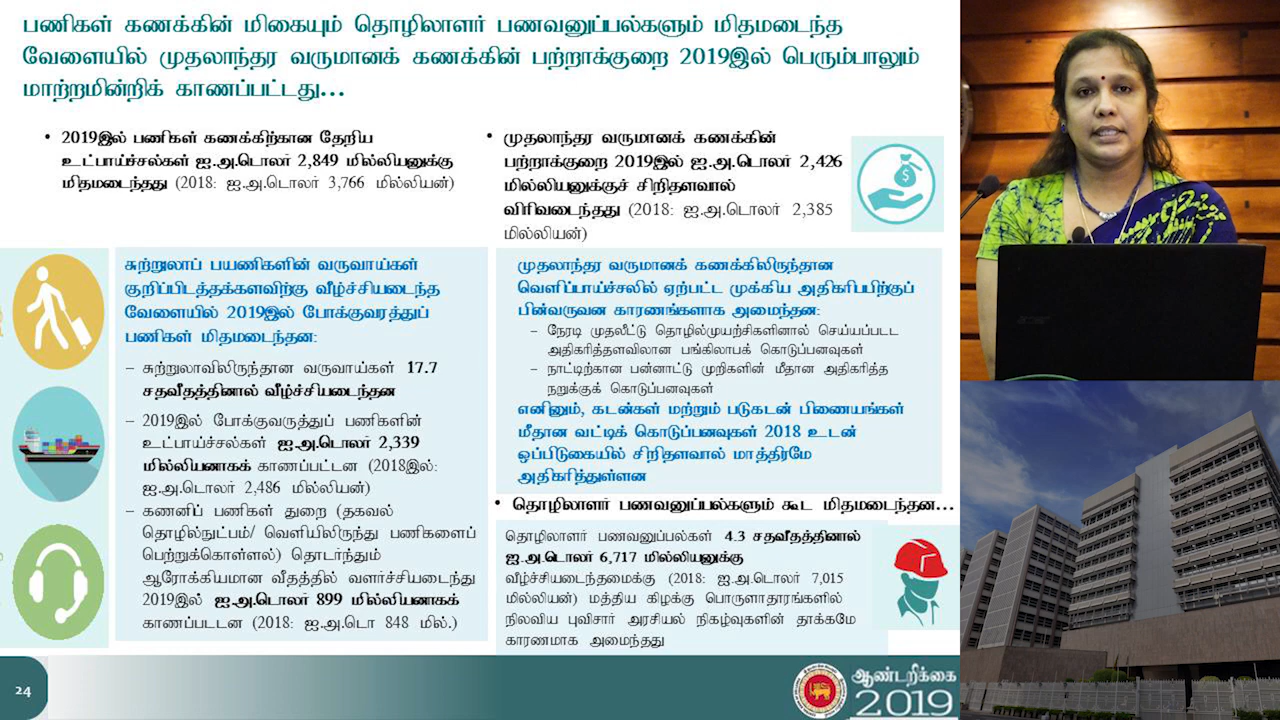 பணிகள் கணக்கின் மிகையும் தொழிலாளர் பணவனுப்பல்களும் மிதமடைந்த
வேளையில் முதலாந்தர வருமானக் கணக்கின் பற்றாக்குறை 2019இல் பெரும்பாலும்
மாற்றமின்றிக் காணப்பட்டது...
• 2019இல் பணிகள் கணக்கிற்கான தேறிய
உட்பாய்ச்சல்கள் ஐ.அ.டொலர் 2,849 மில்லியனுக்கு
மிதமடைந்தது (2018: ஐ.அ.டொலர் 3,766 மில்லியன்)
சுற்றுலாப் பயணிகளின் வருவாய்கள்
குறிப்பிடத்தக்களவிற்கு வீழ்ச்சியடைந்த
வேளையில் 2019இல் போக்குவரத்துப்
பணிகள் மிதமடைந்தன:
– சுற்றுலாவிலிருந்தான வருவாய்கள் 17.7
சதவீதத்தினால் வீழ்ச்சியடைந்தன
– 2019இல் போக்குவருத்துப் பணிகளின்
உட்பாய்ச்சல்கள் ஐ.அ.டொலர் 2,339
மில்லியனாகக் காணப்பட்டன (2018இல்:
ஐ.அ.டொலர் 2,486 மில்லியன்)
– கணனிப் பணிகள் துறை (தகவல்
தொழில்நுட்பம்/ வெளியிலிருந்து பணிகளைப்
பெற்றுக்கொள்ளல்) தொடர்ந்தும்
ஆரோக்கியமான வீதத்தில் வளர்ச்சியடைந்து
2019இல் ஐ.அ.டொலர் 899 மில்லியனாகக்
காணப்படடன (2018: ஐ.அ.டொ 848 மில்.)
• முதலாந்தர வருமானக் கணக்கின்
பற்றாக்குறை 2019இல் ஐ.அ.டொலர் 2,426
மில்லியனுக்குச் சிறிதளவால்
விரிவடைந்தது (2018: ஐ.அ.டொலர் 2,385
மில்லியன்)
முதலாந்தர வருமானக் கணக்கிலிருந்தான
வெளிப்பாய்ச்சலில் ஏற்பட்ட முக்கிய அதிகரிப்பிற்குப்
பின்வருவன காரணங்களாக அமைந்தன:
– நேரடி முதலீட்டு தொழில்முயற்சிகளினால் செய்யப்படட
அதிகரித்தளவிலான பங்கிலாபக் கொடுப்பனவுகள்
– நாட்டிற்கான பன்னாட்டு முறிகளின் மீதான அதிகரித்த
நறுக்குக் கொடுப்பனவுகள்
எனினும், கடன்கள் மற்றும் படுகடன் பிணையங்கள்
மீதான வட்டிக் கொடுப்பனவுகள் 2018 உடன்
ஒப்பிடுகையில் சிறிதளவால் மாத்திரமே
அதிகரித்துள்ளன
• தொழிலாளர் பணவனுப்பல்களும் கூட மிதமடைந்தன...
தொழிலாளர் பணவனுப்பல்கள் 4.3 சதவீதத்தினால்
ஐ.அ.டொலர் 6,717 மில்லியனுக்கு
வீழ்ச்சியடைந்தமைக்கு (2018: ஐ.அ.டொலர் 7,015
மில்லியன்) மத்திய கிழக்கு பொருளாதாரங்களில்
நிலவிய புவிசார் அரசியல் நிகழ்வுகளின் தாக்கமே
காரணமாக அமைந்தது
24
ஆண்டறிக்கை
2019